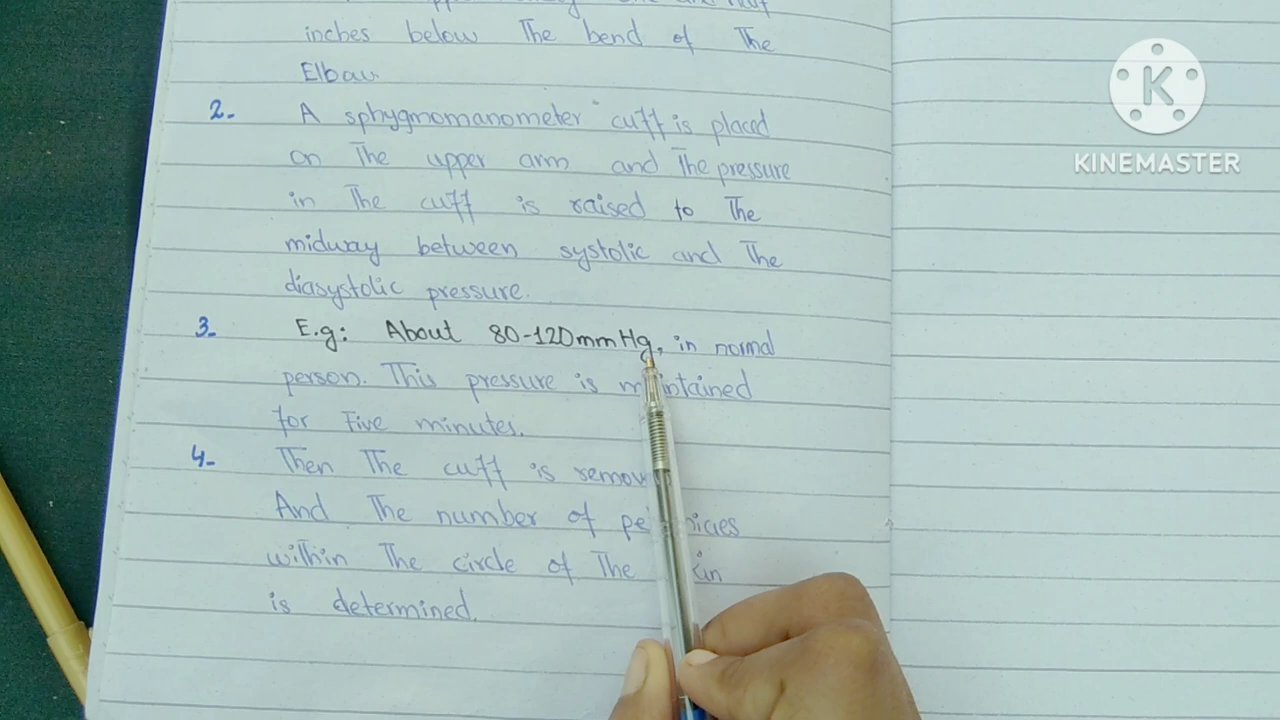 inches below The bend of The
Elbow
2- A sphygmomanometer cuff is placed
on The upper arm and The pressure
in The cuff is raised to The
midway between systolic and The
diasystolic pressure.
3- E.g: About 80-120mmHg, in normal
person. This pressure is maintained
for Five minutes.
4- Then The cuff is
And The number of
within The circle of The
is determined.
KINEMASTER